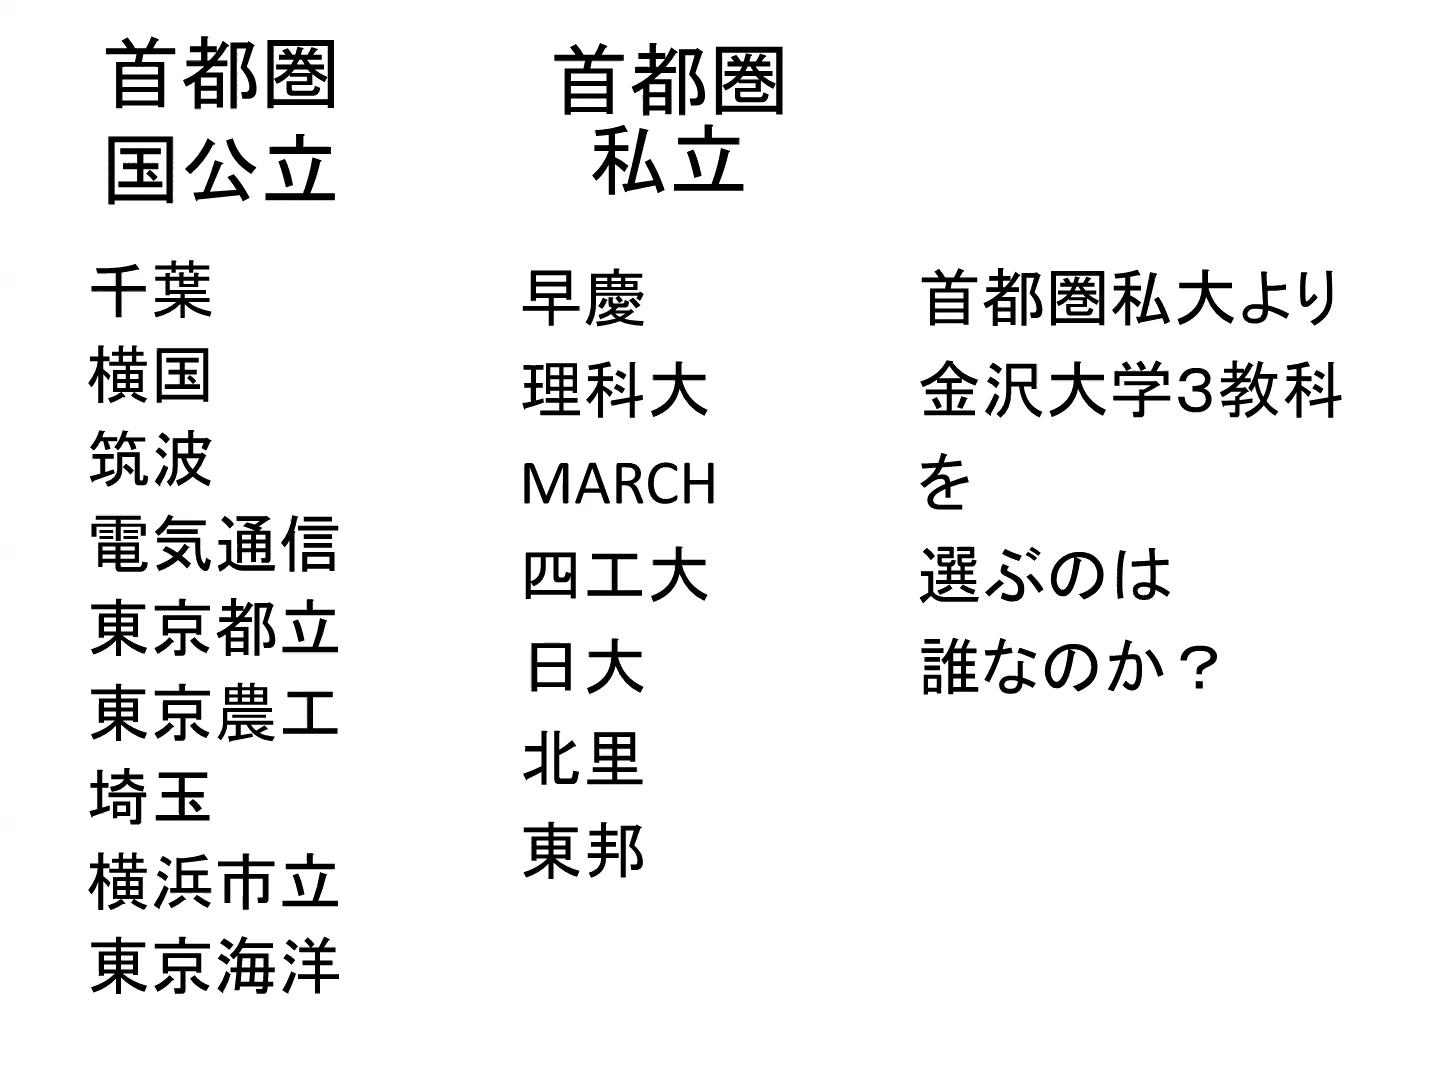 首都圏
国公立
千葉
横国
筑波
電気通信
東京都立
東京農工
埼玉
横浜市立
東京海洋
首都圏
私立
早慶
理科大
MARCH
四工大
日大
北里
東邦
首都圏私大より
金沢大学３教科
を
選ぶのは
誰なのか？